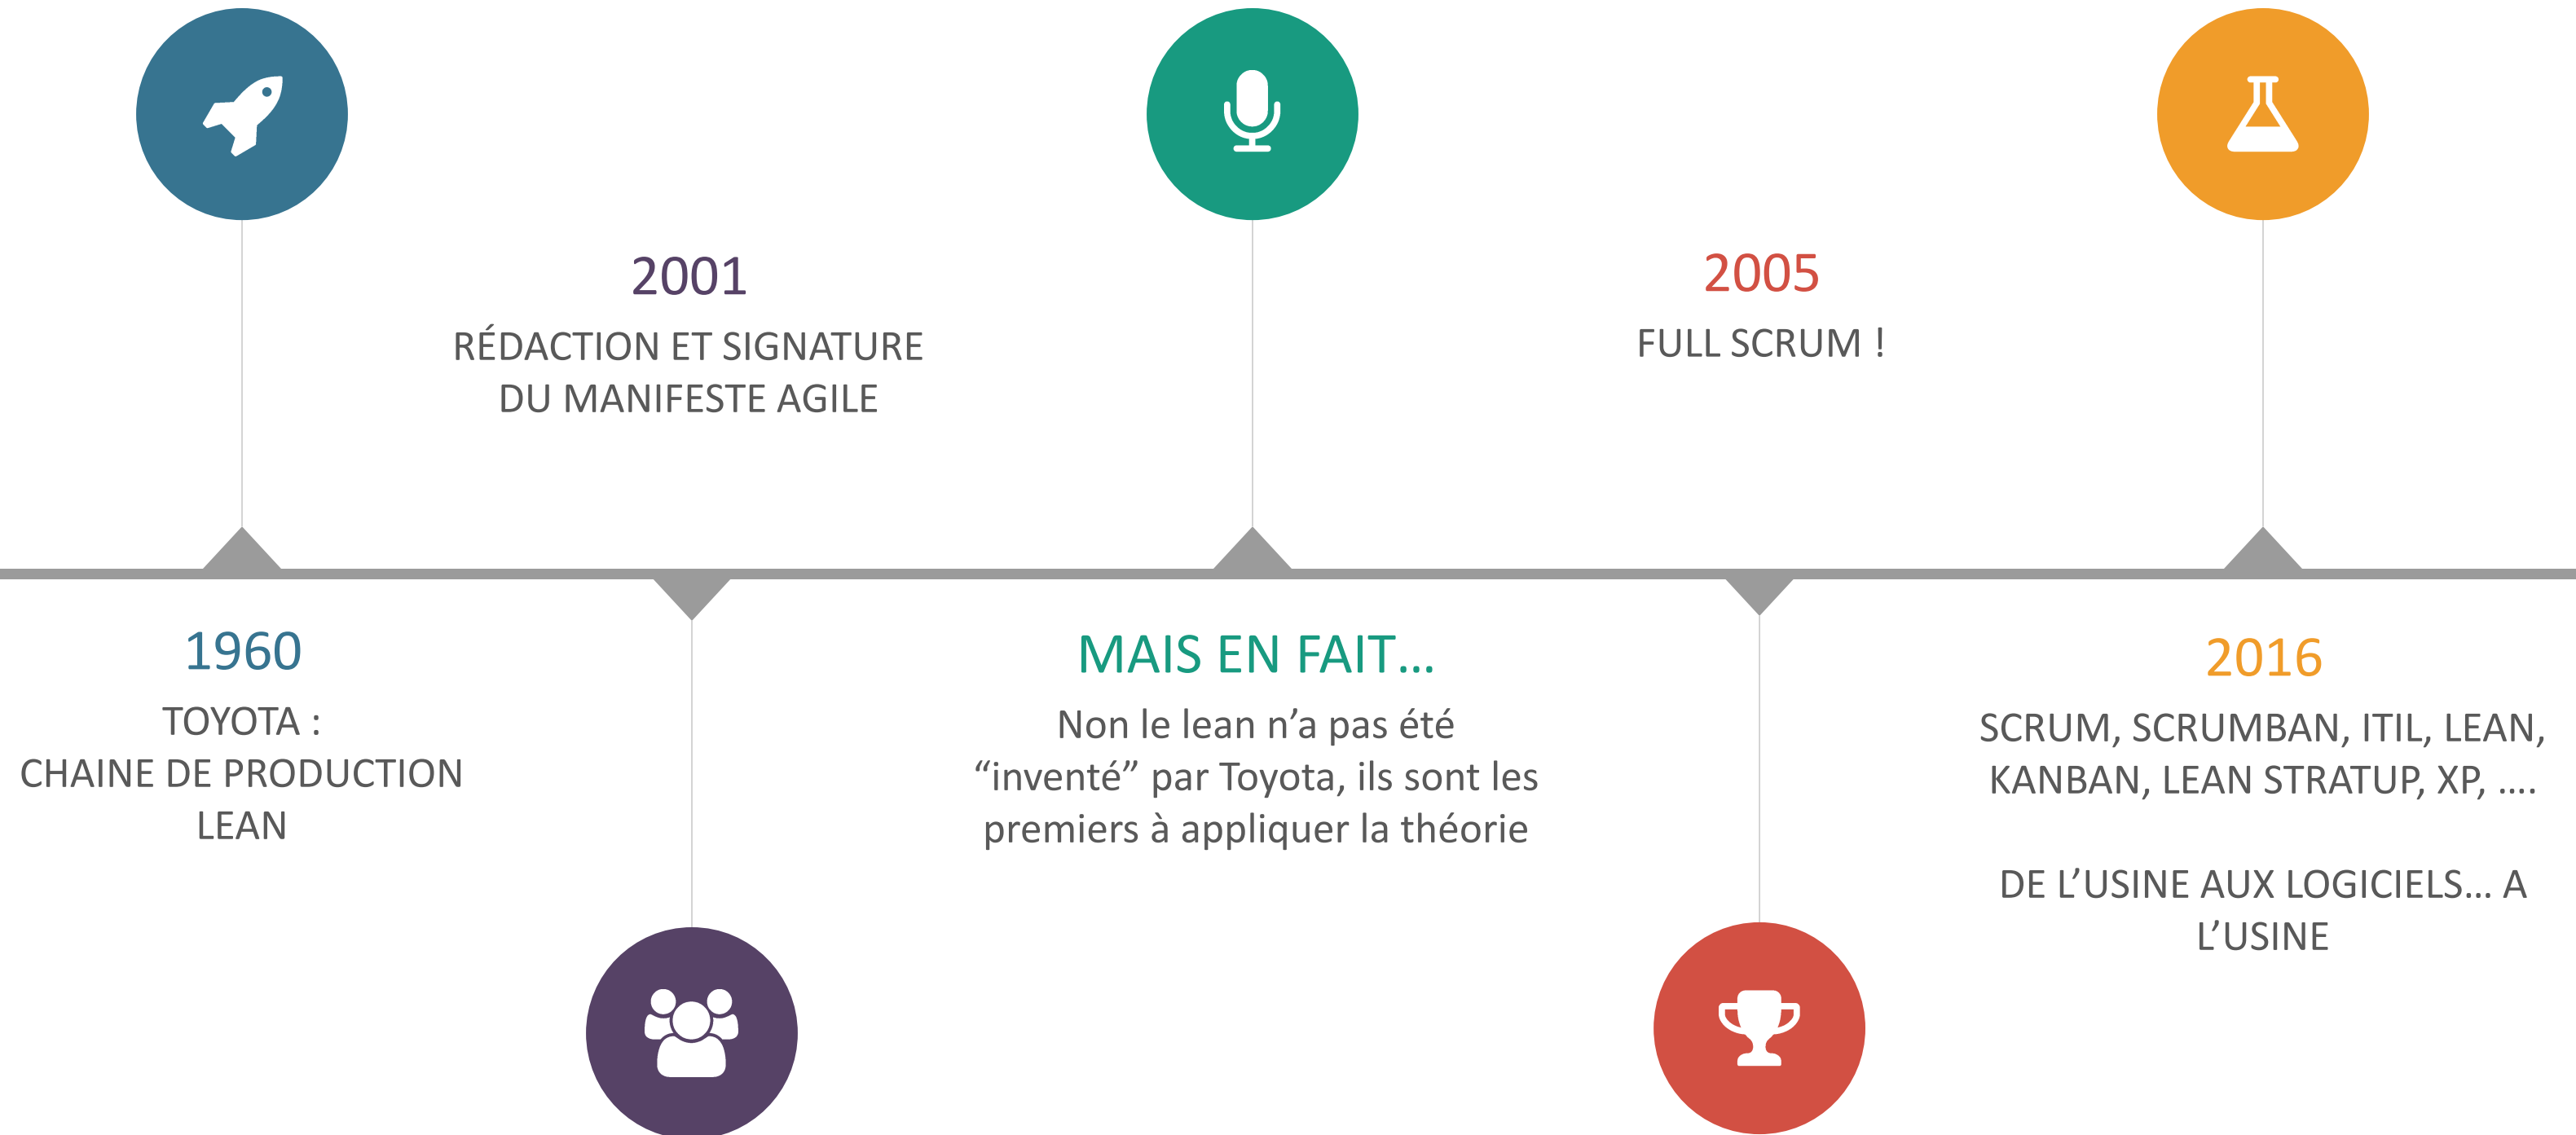 1960
TOYOTA :
CHAINE DE PRODUCTION
LEAN
2001
RÉDACTION ET SIGNATURE
DU MANIFESTE AGILE
MAIS EN FAIT…
Non le lean n’a pas été
“inventé” par Toyota, ils sont les
premiers à appliquer la théorie
2005
FULL SCRUM !
2016
SCRUM, SCRUMBAN, ITIL, LEAN,
KANBAN, LEAN STRATUP, XP, ….
DE L’USINE AUX LOGICIELS… A
L’USINE